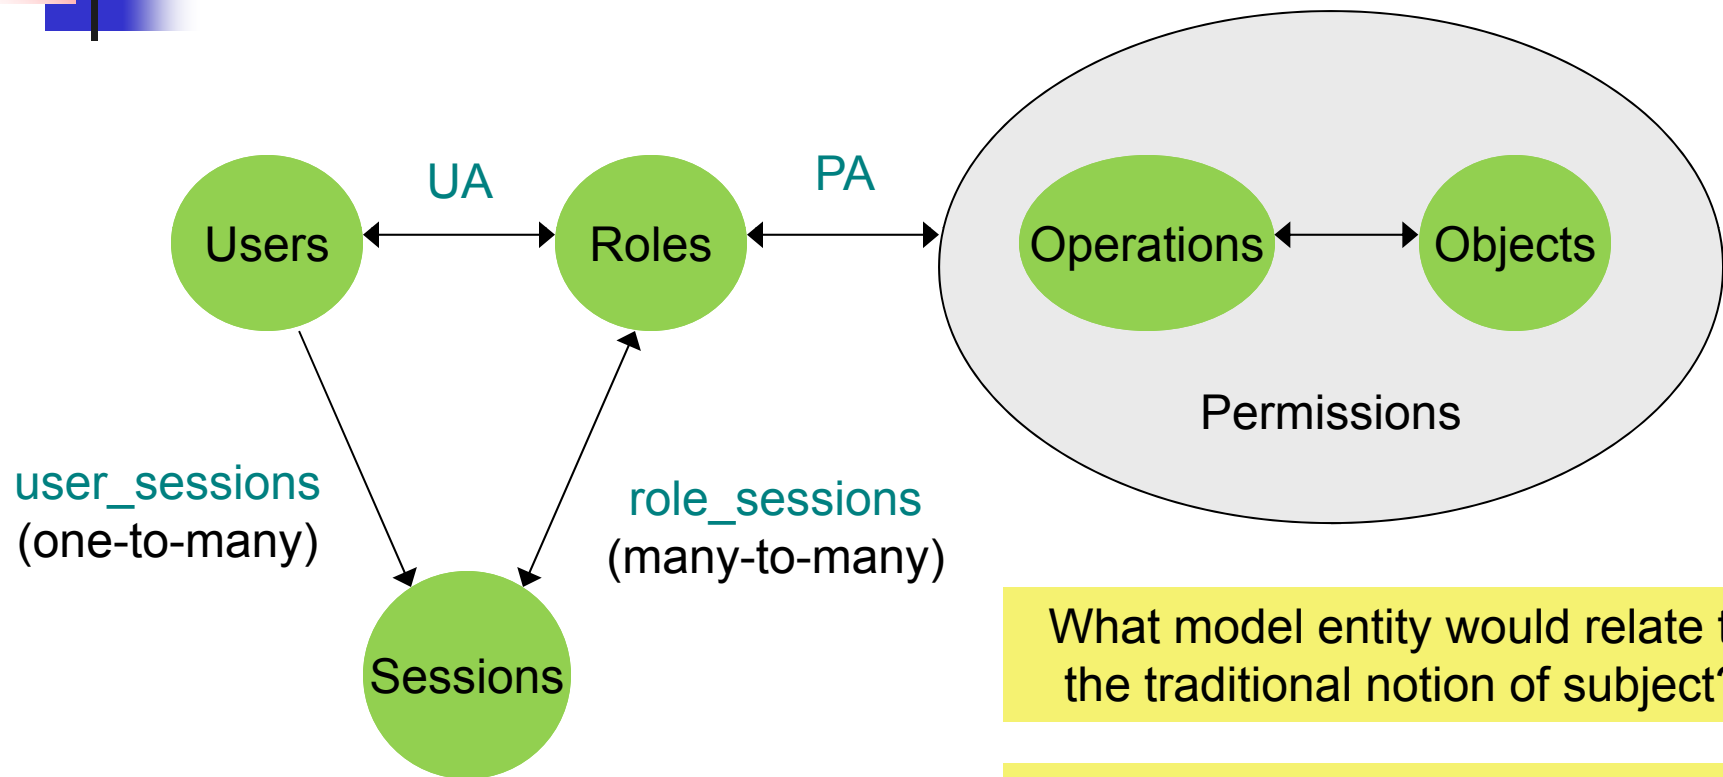 UA
PA
Users
Roles
Operations
Objects
Permissions
user_sessions
(one-to-many)
role_sessions
(many-to-many)
Sessions
What model entity would relate
the traditional notion of subject